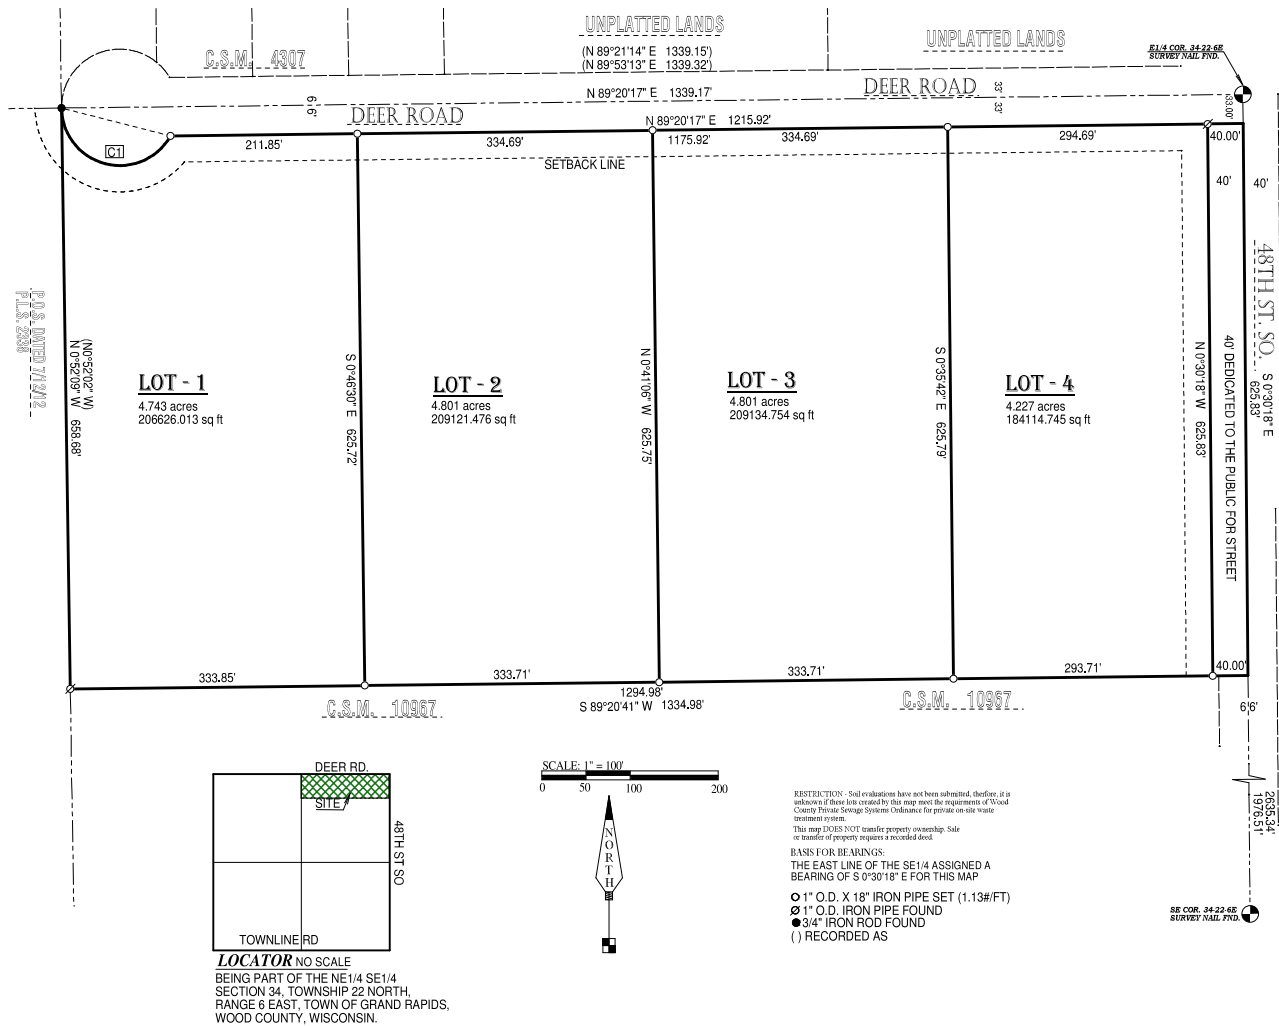 UNPLATTED LANDS
UNPLATTED LANDS
C.S.M. 4307
(N 89°21'14" E 1339.15')
(N 89°53'13" E 1339.32')
E1/4 COR. 34-22-6E
SURVEY NAIL FND.
N 89°20'17" E 1339.17'
DEER ROAD
33'
33'
33.00'
66'
DEER ROAD
N 89°20'17" E 1215.92'
211.85'
334.69'
1175.92'
334.69'
294.69'
40.00'
C1
SETBACK LINE
40'
40'
48TH ST. SO.
S 0°30'18" E
625.83'
P.O.S. DATED 7/12/12
P.L.S. 2338
(N0°52'02" W)
N 0°52'09" W 658.68'
S 0°46'30" E 625.72'
N 0°41'06" W 625.75'
S 0°35'42" E 625.79'
N 0°30'18" W 625.83'
40' DEDICATED TO THE PUBLIC FOR STREET
LOT - 1
4.743 acres
206626.013 sq ft
LOT - 2
4.801 acres
209121.476 sq ft
LOT - 3
4.801 acres
209134.754 sq ft
LOT - 4
4.227 acres
184114.745 sq ft
333.85'
333.71'
333.71'
293.71'
40.00'
1294.98'
S 89°20'41" W 1334.98'
C.S.M. 10967
C.S.M. 10967
66'
2635.34'
1976.51'
DEER RD.
SITE
48TH ST SO
TOWNLINE RD
LOCATOR NO SCALE
BEING PART OF THE NE1/4 SE1/4
SECTION 34, TOWNSHIP 22 NORTH,
RANGE 6 EAST, TOWN OF GRAND RAPIDS,
WOOD COUNTY, WISCONSIN.
SCALE: 1" = 100'
0 50 100 200
NORTH
RESTRICTION - Soil evaluations have not been submitted, therfore, it is
unknown if these lots created by this map meet the requirments of Wood
County Private Sewage Systems Ordinance for private on-site waste
treatment system.
This map DOES NOT transfer property ownership. Sale
or transfer of property requires a recorded deed.
BASIS FOR BEARINGS:
THE EAST LINE OF THE SE1/4 ASSIGNED A
BEARING OF S 0°30'18" E FOR THIS MAP
1" O.D. X 18" IRON PIPE SET (1.13#/FT)
1" O.D. IRON PIPE FOUND
3/4" IRON ROD FOUND
( ) RECORDED AS
SE COR. 34-22-6E
SURVEY NAIL FND.